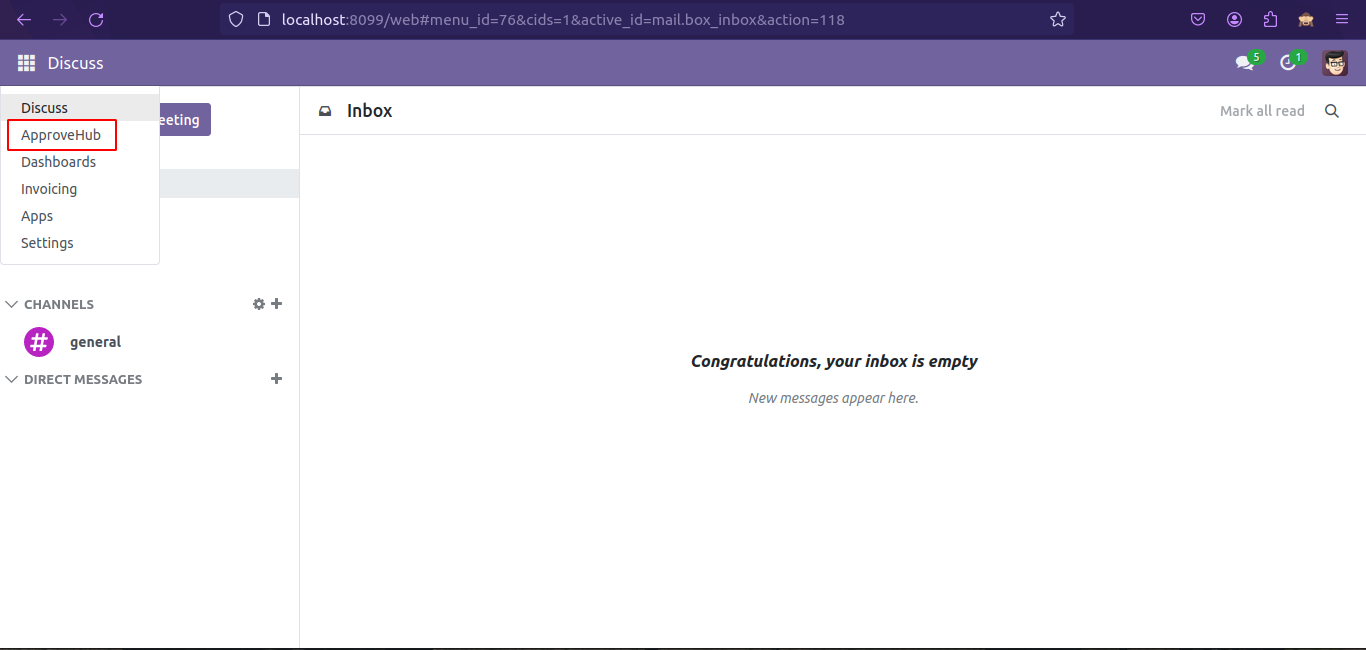 localhost:8099/web#menu_id=76&cids=1&active_id=mail.box_inbox&action=118
Discuss
5
1
Discuss
ApproveHub
Dashboards
Invoicing
Apps
Settings
eeting
Inbox
Mark all read
CHANNELS
general
DIRECT MESSAGES
Congratulations, your inbox is empty
New messages appear here.